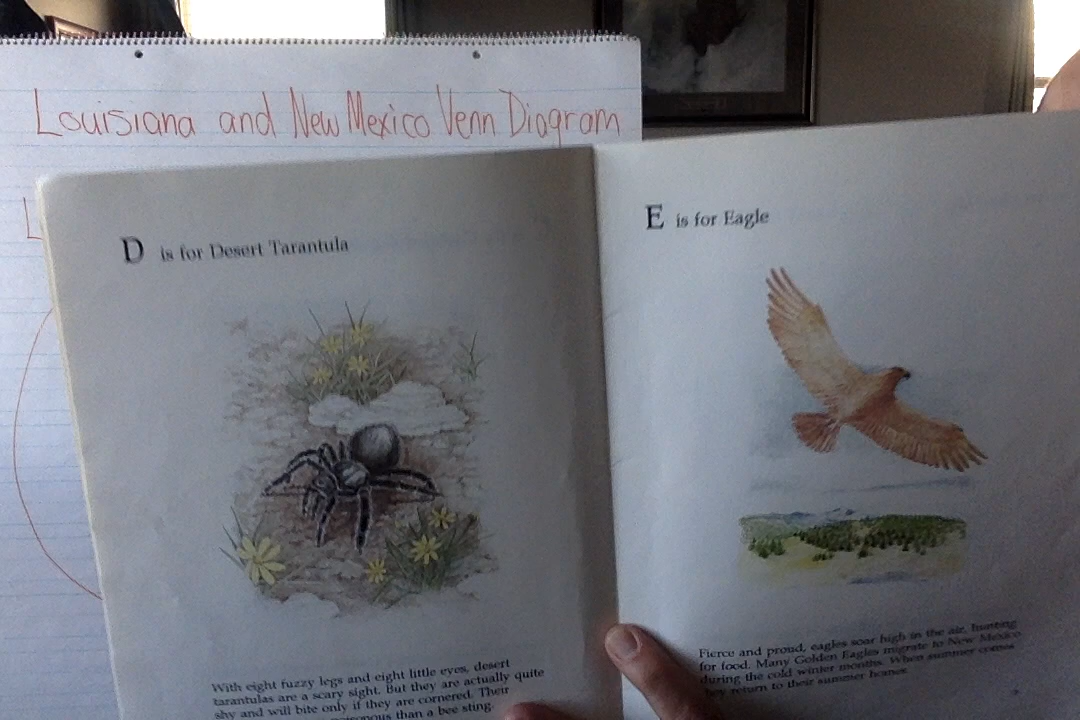 Louisiana and New Mexico Venn Diagram
L
D is for Desert Tarantula
With eight fuzzy legs and eight little eyes, desert
tarantulas are a scary sight. But they are actually quite
shy and will bite only if they are cornered. Their
poisonous than a bee sting.
E is for Eagle
Fierce and proud, eagles soar high in the air, hunting
for food. Many Golden Eagles migrate to New Mexico
during the cold winter months. When summer comes
they return to their summer homes.